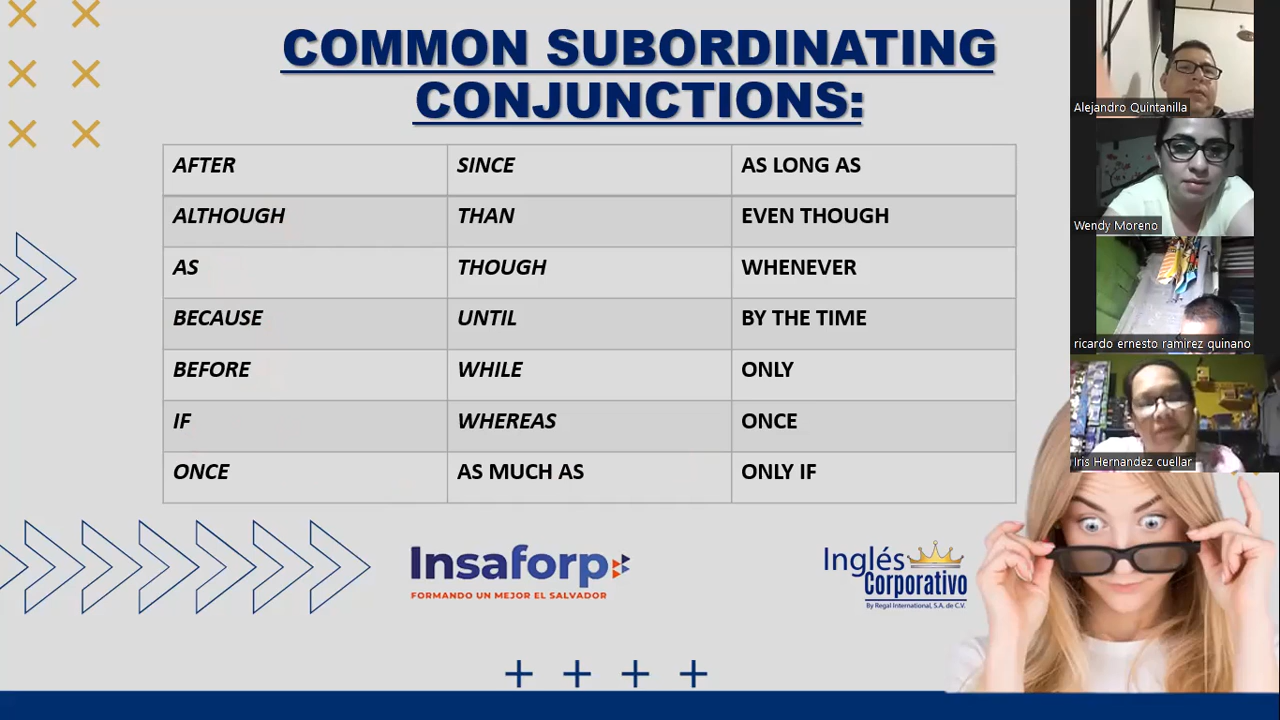 COMMON SUBORDINATING
CONJUNCTIONS:
AFTER SINCE AS LONG AS
ALTHOUGH THAN EVEN THOUGH
AS THOUGH WHENEVER
BECAUSE UNTIL BY THE TIME
BEFORE WHILE ONLY
IF WHEREAS ONCE
ONCE AS MUCH AS ONLY IF
Insaforp
FORMANDO UN MEJOR EL SALVADOR
Inglés
Corporativo
By Regal International, S.A. de C.V.
Alejandro Quintanilla
Wendy Moreno
ricardo ernesto ramirez quinano
Iris Hernandez cuellar